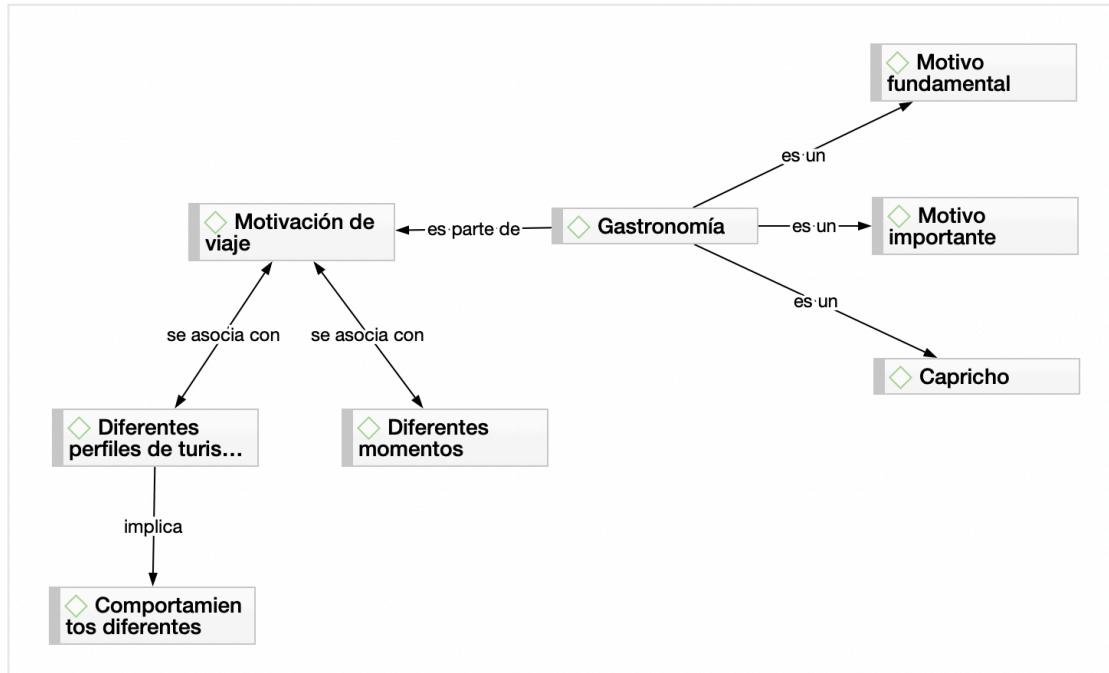 Motivo
fundamental
es un
Motivación de
viaje
es parte de
Gastronomía
es un
Motivo
importante
es un
se asocia con
se asocia con
Capricho
Diferentes
perfiles de turis...
Diferentes
momentos
implica
Comportamien
tos diferentes